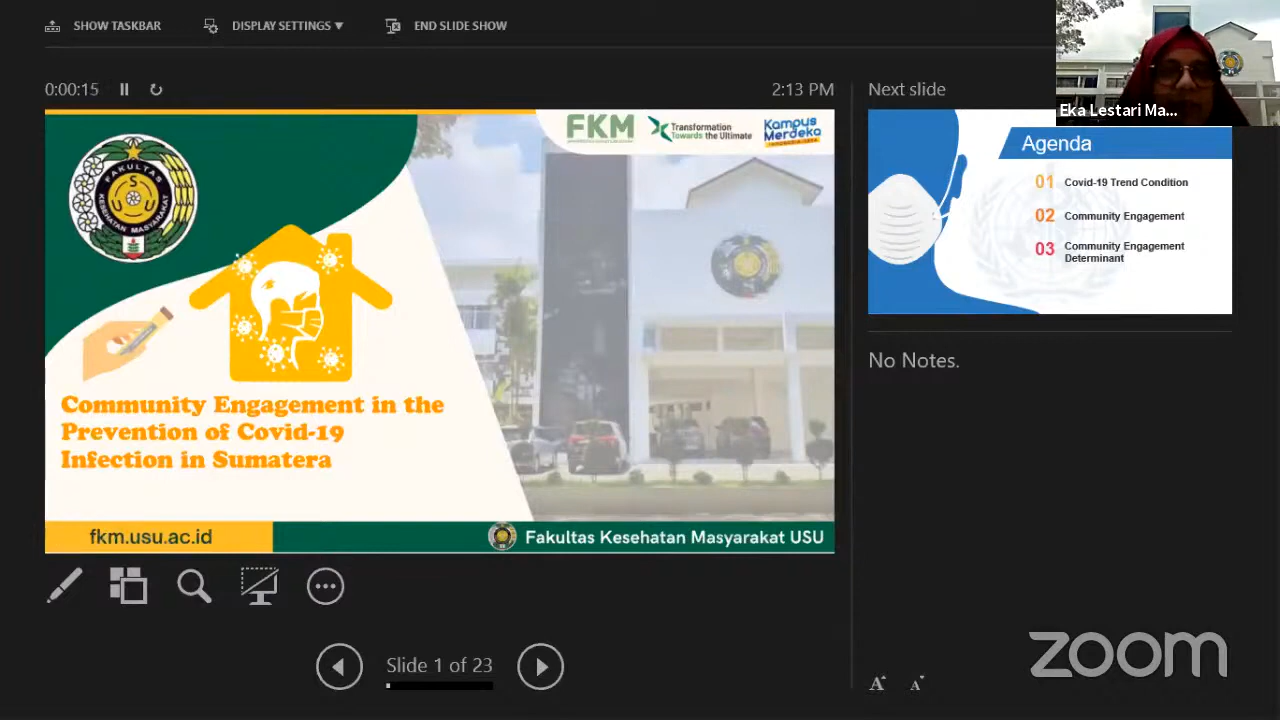 SHOW TASKBAR
DISPLAY SETTINGS ▼
END SLIDE SHOW
Eka Lestari Ma...
0:00:15
2:13 PM
Next slide
FKM
Transformation
Towards the Ultimate
Kampus
Merdeka
INDONESIA JAYA
FAKULTAS
KESEHATAN MASYARAKAT
U S U
Community Engagement in the
Prevention of Covid-19
Infection in Sumatera
fkm.usu.ac.id
Fakultas Kesehatan Masyarakat USU
Agenda
01 Covid-19 Trend Condition
02 Community Engagement
03 Community Engagement
Determinant
No Notes.
Slide 1 of 23
A A
zoom